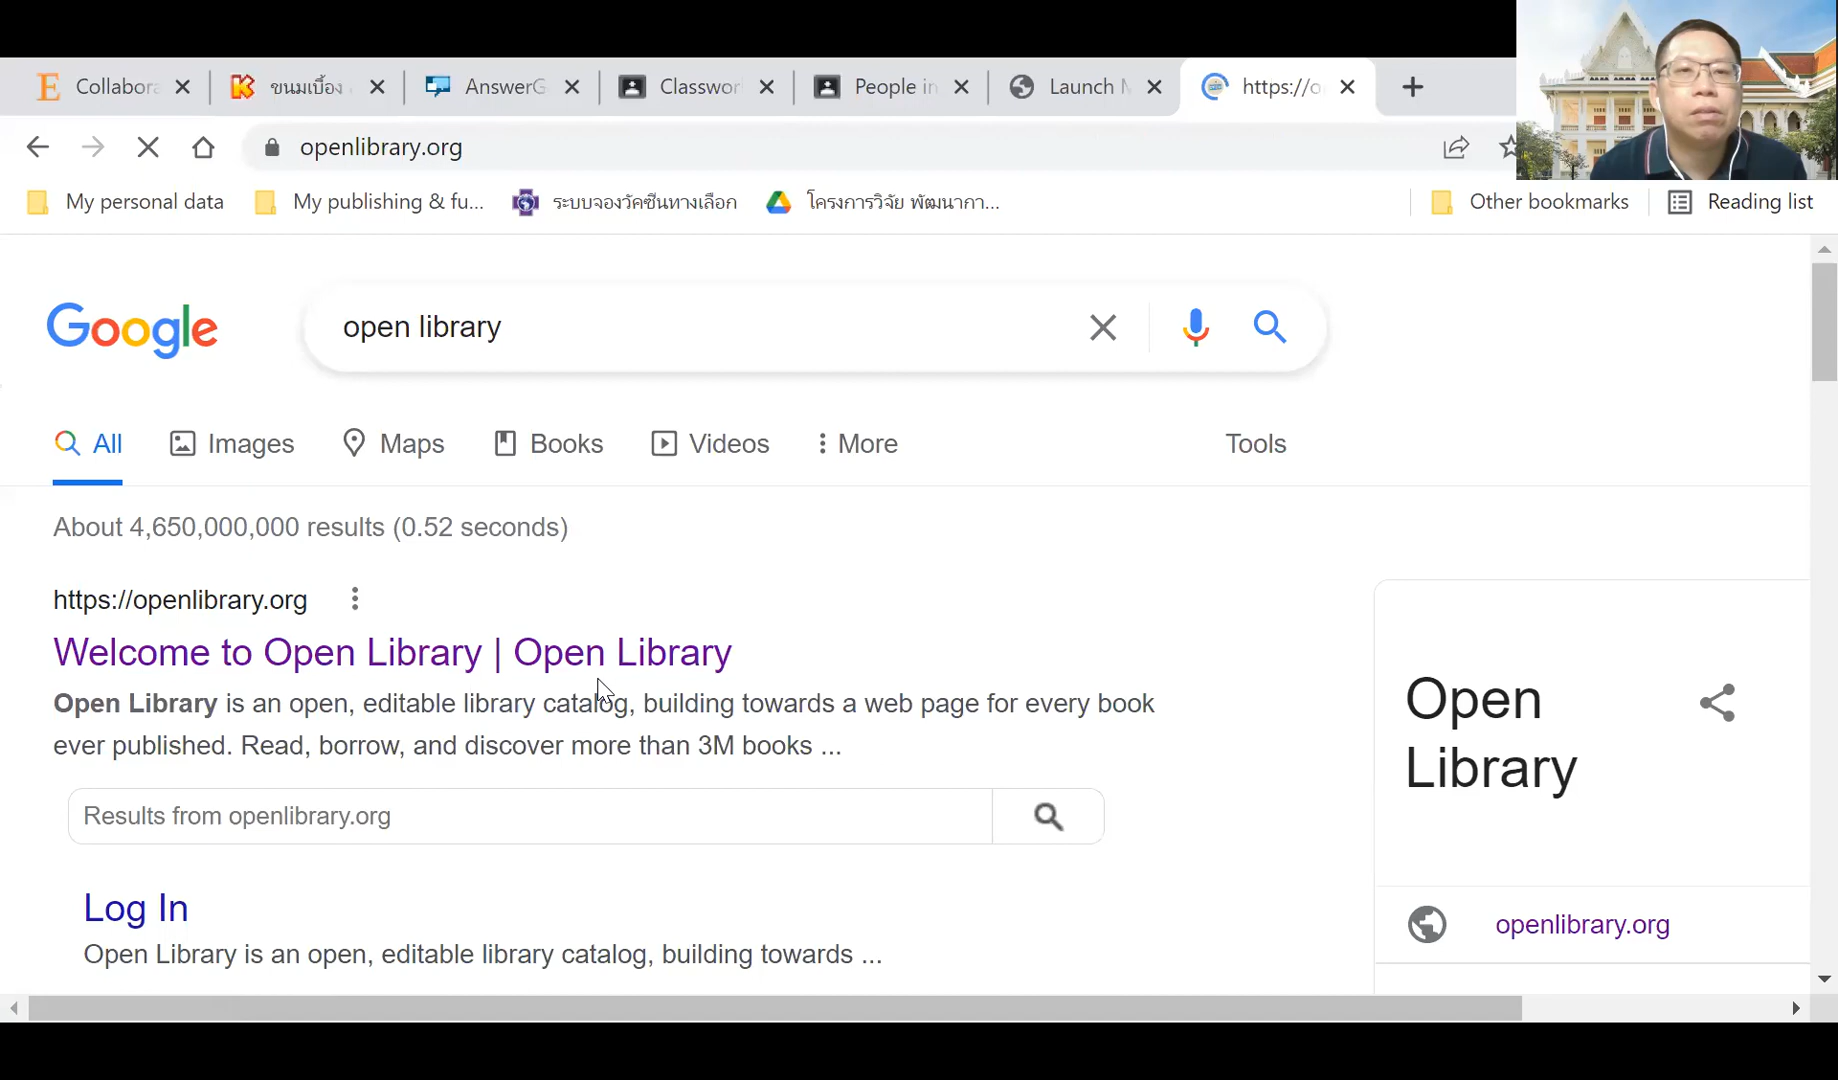 Collabora
ขนมเบื้อง
AnswerG
Classwor
People in
Launch M
https://o
openlibrary.org
My personal data
My publishing & fu...
ระบบจองวัคซีนทางเลือก
โครงการวิจัย พัฒนากา...
Other bookmarks
Reading list
Google
open library
All
Images
Maps
Books
Videos
More
Tools
About 4,650,000,000 results (0.52 seconds)
https://openlibrary.org
Welcome to Open Library | Open Library
Open Library is an open, editable library catalog, building towards a web page for every book
ever published. Read, borrow, and discover more than 3M books ...
Results from openlibrary.org
Log In
Open Library is an open, editable library catalog, building towards ...
Open
Library
openlibrary.org